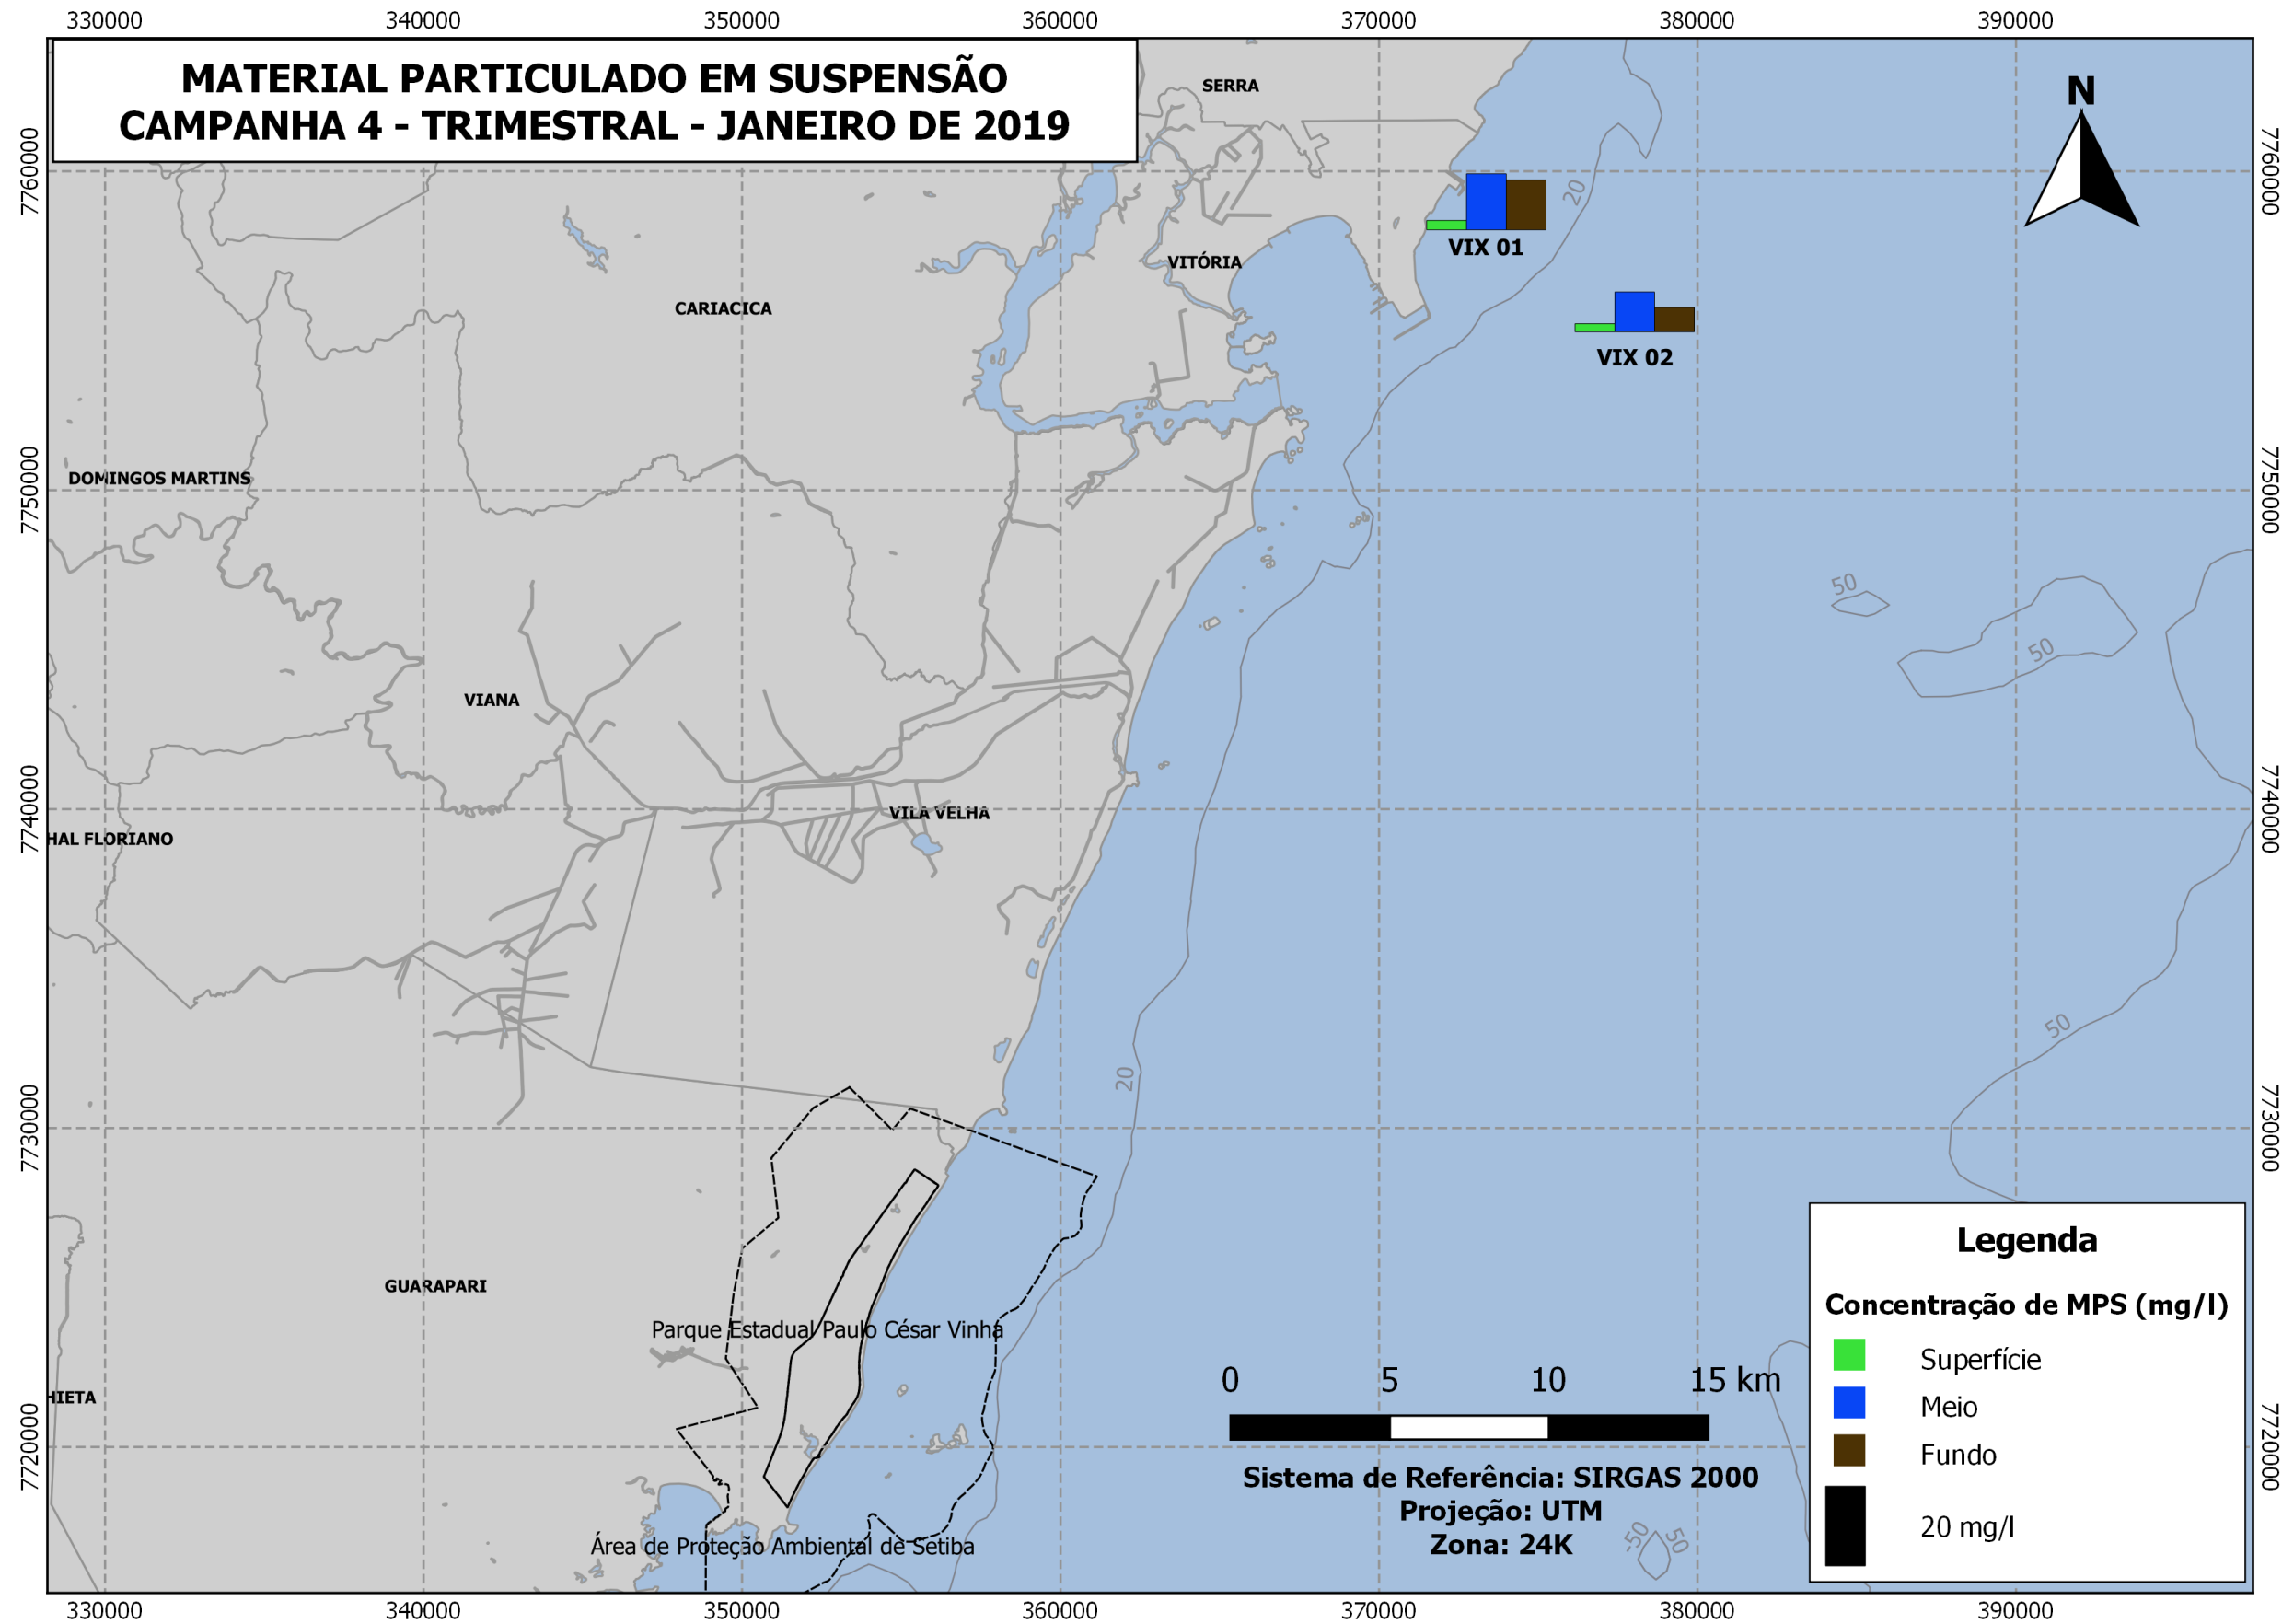 330000 340000 350000 360000 370000 380000 390000
MATERIAL PARTICULADO EM SUSPENSÃO
CAMPANHA 4 - TRIMESTRAL - JANEIRO DE 2019
SERRA
N
7760000
7760000
20
VIX 01
VITÓRIA
CARIACICA
VIX 02
DOMINGOS MARTINS
7750000
7750000
50
50
VIANA
7740000
7740000
VILA VELHA
HAL FLORIANO
50
20
7730000
7730000
GUARAPARI
Parque Estadual Paulo César Vinha
HIETA
7720000
7720000
Área de Proteção Ambiental de Setiba
0 5 10 15 km
Sistema de Referência: SIRGAS 2000
Projeção: UTM
Zona: 24K
-50
50
Legenda
Concentração de MPS (mg/l)
Superfície
Meio
Fundo
20 mg/l
330000 340000 350000 360000 370000 380000 390000